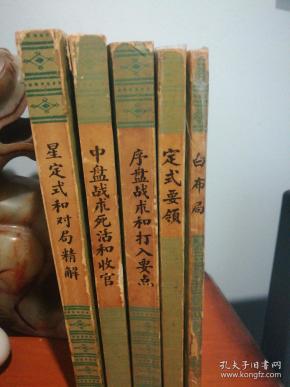 星定式和对局精解
中盘战术死活和收官
序盘战术和打入要点
定式要领
白布局
孔夫子旧书网